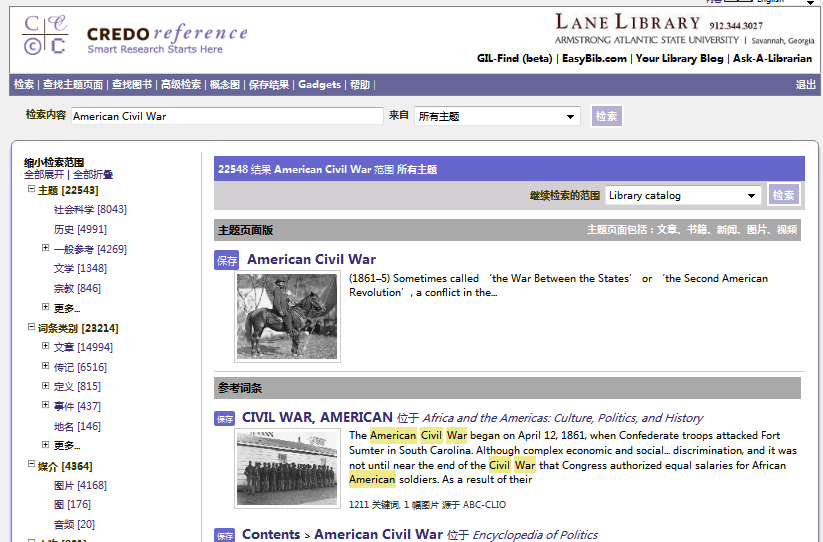 English
CREDO reference
Smart Research Starts Here
LANE LIBRARY 912.344.3027
ARMSTRONG ATLANTIC STATE UNIVERSITY | Savannah, Georgia
GIL-Find (beta) | EasyBib.com | Your Library Blog | Ask-A-Librarian
检索 | 查找主题页面 | 查找图书 | 高级检索 | 概念图 | 保存结果 | Gadgets | 帮助 |
退出
检索内容 American Civil War 来自 所有主题 检索
缩小检索范围
全部展开 | 全部折叠
主题 [22543]
社会科学 [8043]
历史 [4991]
一般参考 [4269]
文学 [1348]
宗教 [846]
更多...
词条类别 [23214]
文章 [14994]
传记 [6516]
定义 [815]
事件 [437]
地名 [146]
更多...
媒介 [4364]
图片 [4168]
图 [176]
音频 [20]
22548 结果 American Civil War 范围 所有主题
继续检索的范围 Library catalog 检索
主题页面版 主题页面包括：文章、书籍、新闻、图片、视频
保存 American Civil War
(1861–5) Sometimes called ‘the War Between the States’ or ‘the Second American
Revolution’, a conflict in the...
参考词条
保存 CIVIL WAR, AMERICAN 位于 Africa and the Americas: Culture, Politics, and History
The American Civil War began on April 12, 1861, when Confederate troops attacked Fort
Sumter in South Carolina. Although complex economic and social... discrimination, and it was
not until near the end of the Civil War that Congress authorized equal salaries for African
American soldiers. As a result of their
1211 关键词, 1 幅图片 源于 ABC-CLIO
保存 Contents > American Civil War 位于 Encyclopedia of Politics